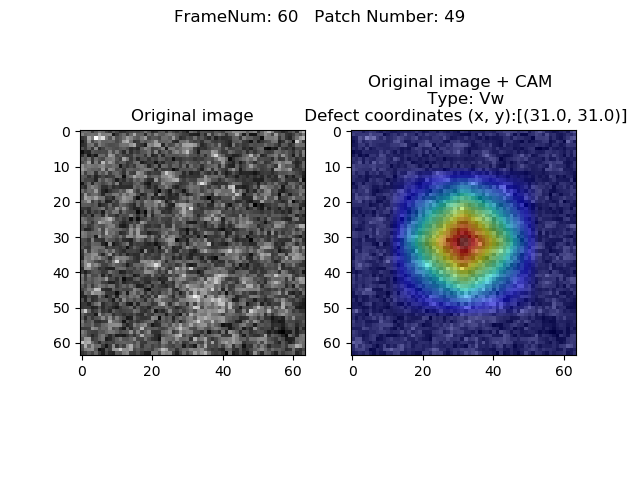 FrameNum: 60   Patch Number: 49
Original image
Original image + CAM
Type: Vw
Defect coordinates (x, y):[(31.0, 31.0)]
0
10
20
30
40
50
60
0 20 40 60
0
10
20
30
40
50
60
0 20 40 60